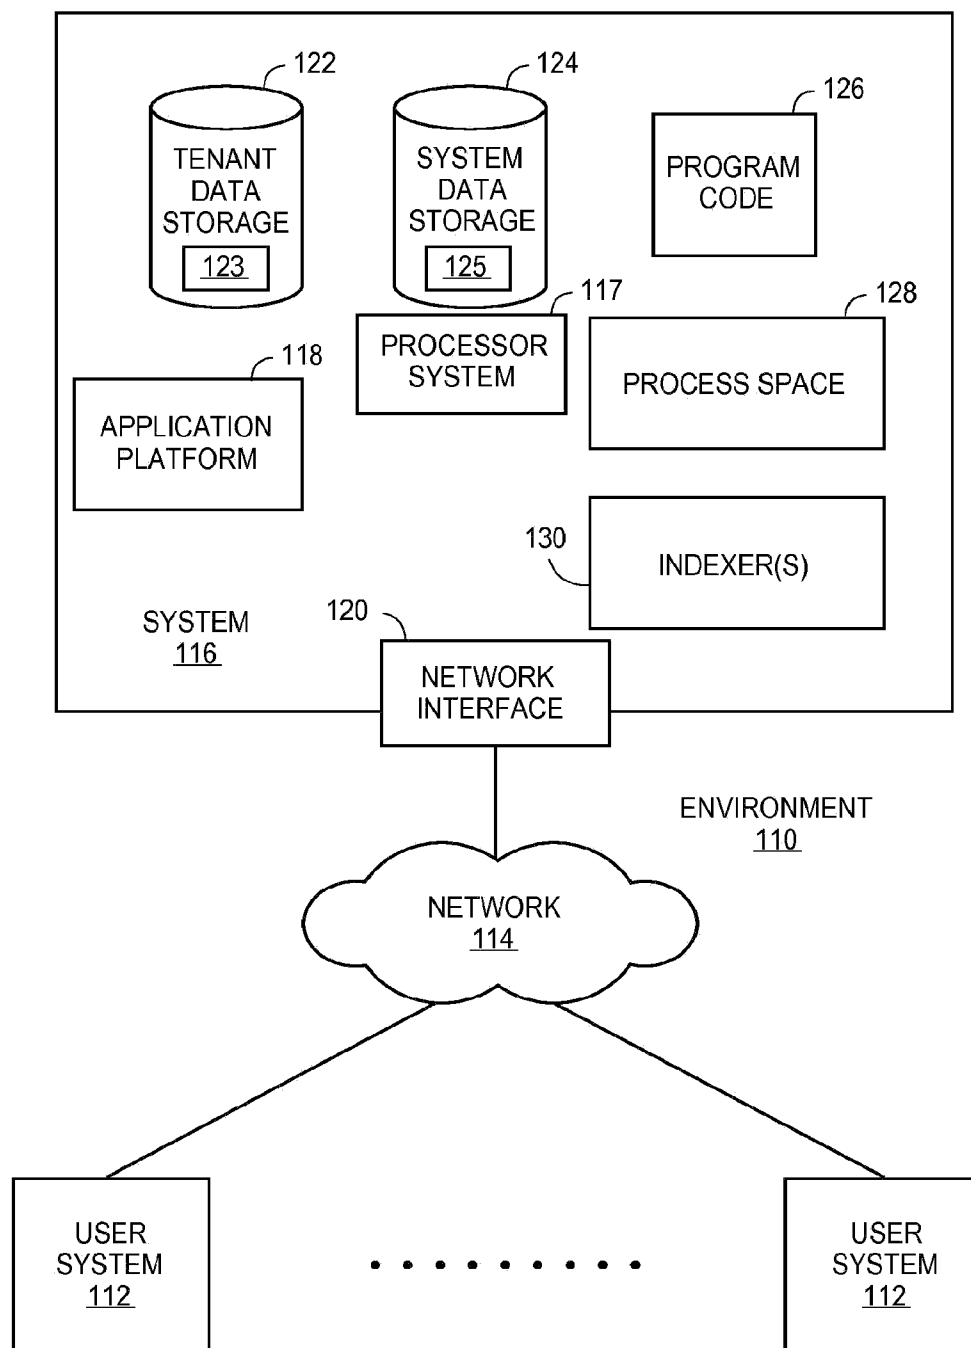 122
124
126
TENANT
DATA
STORAGE
123
SYSTEM
DATA
STORAGE
125
PROGRAM
CODE
117
128
PROCESSOR
SYSTEM
PROCESS SPACE
118
APPLICATION
PLATFORM
130
INDEXER(S)
SYSTEM
116
120
NETWORK
INTERFACE
ENVIRONMENT
110
NETWORK
114
USER
SYSTEM
112
USER
SYSTEM
112